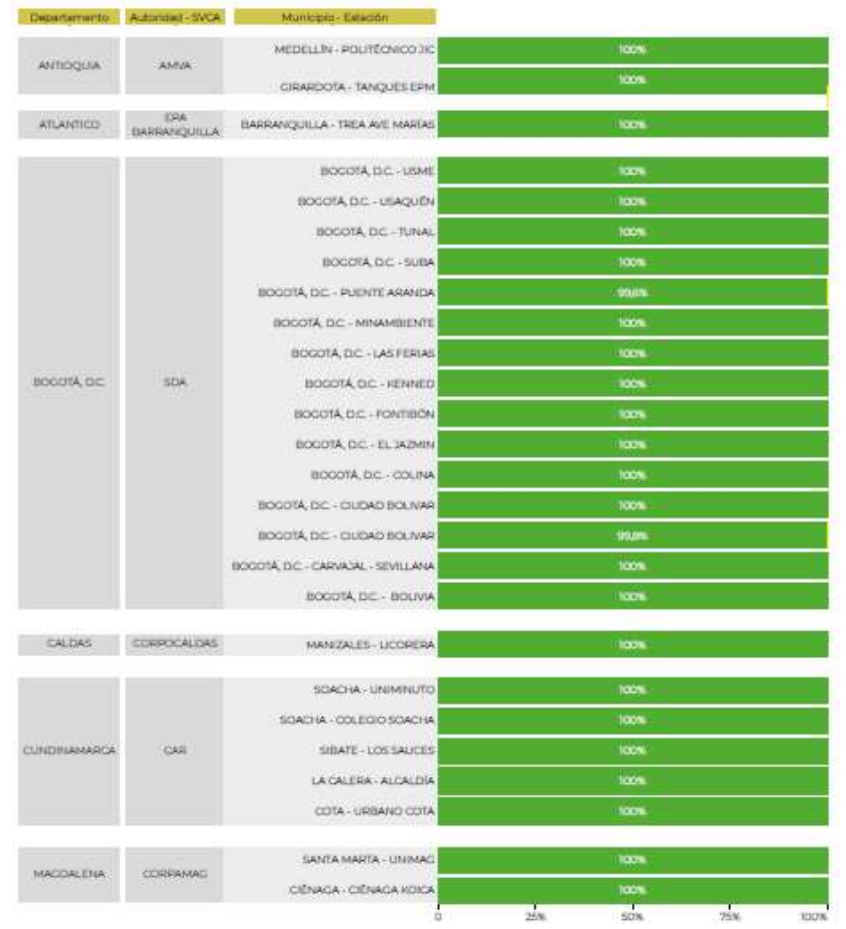 Departamento Autoridad - SVCA Municipio - Estación
ANTIOQUIA AMVA MEDELLÍN - POLITÉCNICO JIC 100%
GIRARDOTA - TANQUES EPM 100%
ATLANTICO EPA BARRANQUILLA BARRANQUILLA - TREA AVE MARÍAS 100%
BOGOTÁ, D.C. SDA BOGOTÁ, D.C. - USME 100%
BOGOTÁ, D.C. - USAQUÉN 100%
BOGOTÁ, D.C. - TUNAL 100%
BOGOTÁ, D.C. - SUBA 100%
BOGOTÁ, D.C. - PUENTE ARANDA 99,6%
BOGOTÁ, D.C. - MINAMBIENTE 100%
BOGOTÁ, D.C. - LAS FERIAS 100%
BOGOTÁ, D.C. - KENNED 100%
BOGOTÁ, D.C. - FONTIBÓN 100%
BOGOTÁ, D.C. - EL JAZMIN 100%
BOGOTÁ, D.C. - COLINA 100%
BOGOTÁ, D.C. - CIUDAD BOLIVAR 100%
BOGOTÁ, D.C. - CIUDAD BOLIVAR
BOGOTÁ, D.C. - CARVAJAL - SEVILLANA 100%
BOGOTÁ, D.C. - BOLIVIA 100%
CALDAS CORPOCALDAS MANIZALES - LICORERA 100%
CUNDINAMARCA CAR SOACHA - UNIMINUTO 100%
SOACHA - COLEGIO SOACHA 100%
SIBATE - LOS SAUCES 100%
LA CALERA - ALCALDÍA 100%
COTA - URBANO COTA 100%
MAGDALENA CORPAMAG SANTA MARTA - UNIMAG 100%
CIÉNAGA - CIÉNAGA KOICA 100%
0 25% 50% 75% 100%